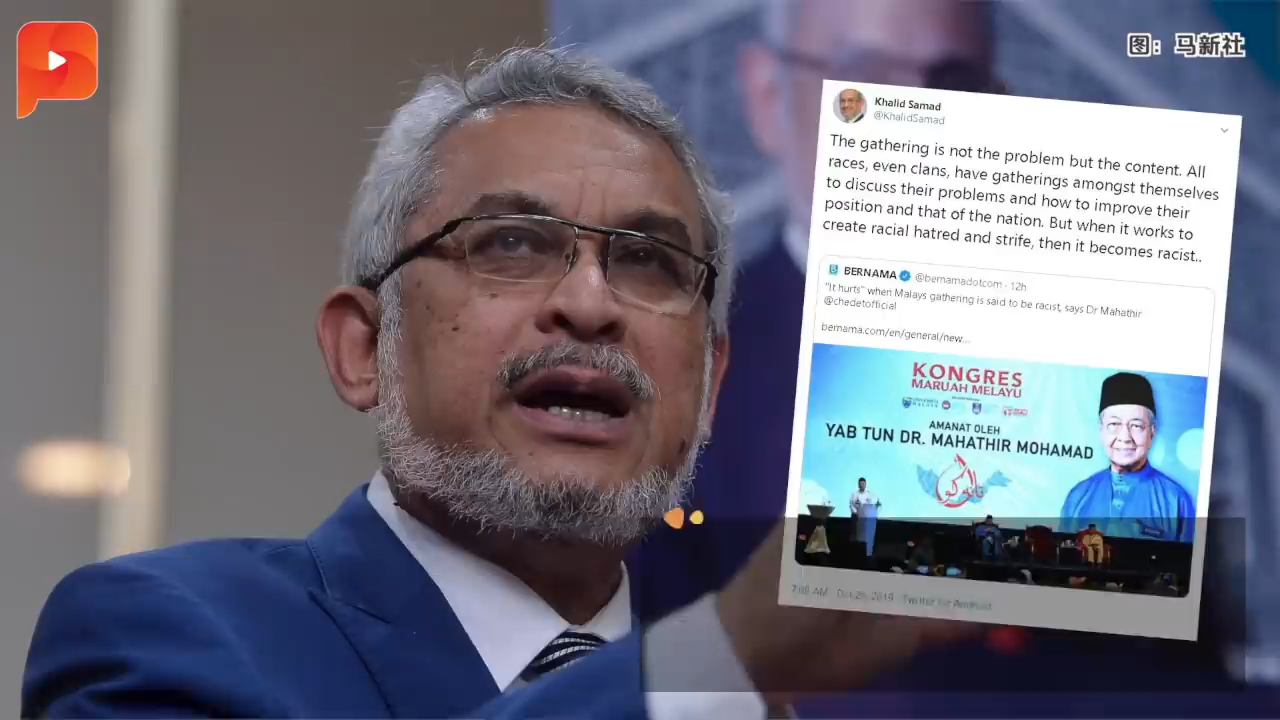 图：马新社
Khalid Samad
@KhalidSamad
The gathering is not the problem but the content. All
races, even clans, have gatherings amongst themselves
to discuss their problems and how to improve their
position and that of the nation. But when it works to
create racial hatred and strife, then it becomes racist..
BERNAMA @bernamadotcom · 12h
"It hurts" when Malays gathering is said to be racist, says Dr Mahathir
@chedetofficial
bernama.com/en/general/new...
KONGRES
MARUAH MELAYU
AMANAT OLEH
YAB TUN DR. MAHATHIR MOHAMAD
Twitter for Android